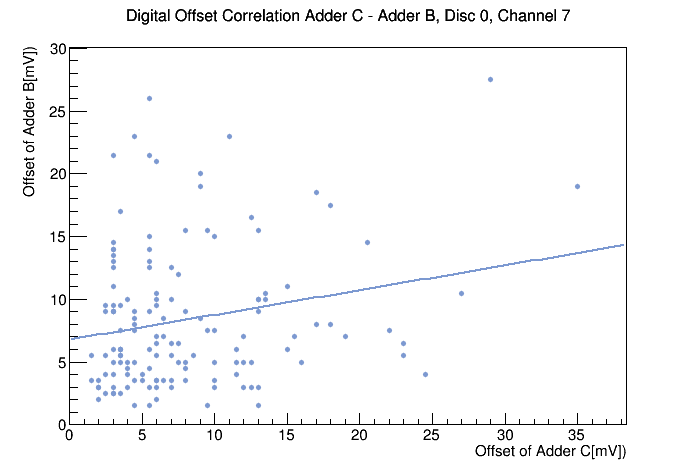 Digital Offset Correlation Adder C - Adder B, Disc 0, Channel 7
Offset of Adder B[mV])
30
25
20
15
10
5
0
0 5 10 15 20 25 30 35
Offset of Adder C[mV])